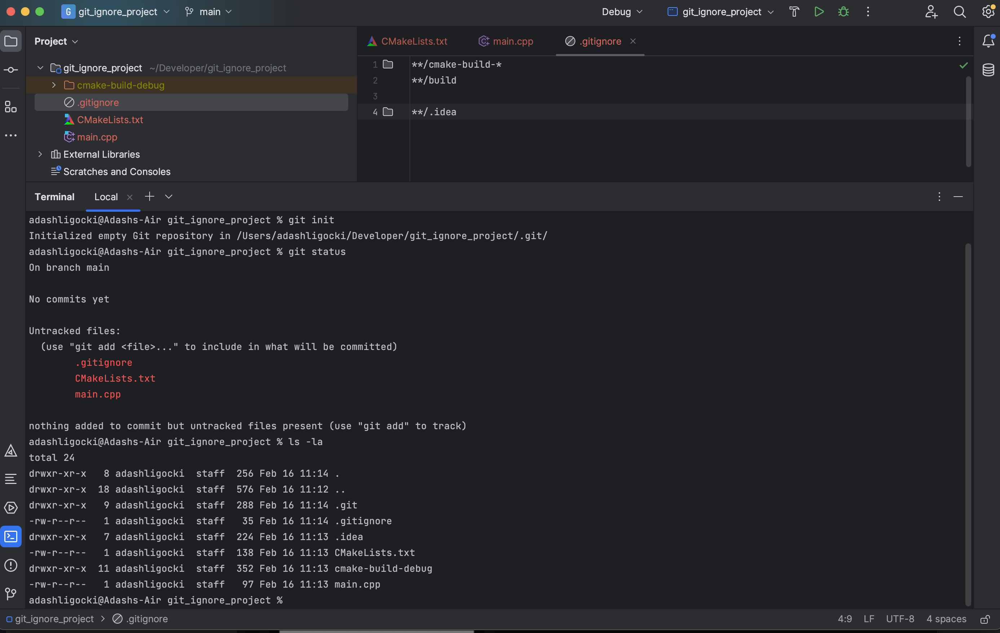 G git_ignore_project main Debug git_ignore_project
Project
git_ignore_project ~/Developer/git_ignore_project
cmake-build-debug
.gitignore
CMakeLists.txt
main.cpp
External Libraries
Scratches and Consoles
CMakeLists.txt main.cpp .gitignore
1 **/cmake-build-*
2 **/build
3
4 **/.idea
Terminal Local
adashligocki@Adashs-Air git_ignore_project % git init
Initialized empty Git repository in /Users/adashligocki/Developer/git_ignore_project/.git/
adashligocki@Adashs-Air git_ignore_project % git status
On branch main
No commits yet
Untracked files:
(use "git add <file>..." to include in what will be committed)
.gitignore
CMakeLists.txt
main.cpp
nothing added to commit but untracked files present (use "git add" to track)
adashligocki@Adashs-Air git_ignore_project % ls -la
total 24
drwxr-xr-x 8 adashligocki staff 256 Feb 16 11:14 .
drwxr-xr-x 18 adashligocki staff 576 Feb 16 11:12 ..
drwxr-xr-x 9 adashligocki staff 288 Feb 16 11:14 .git
-rw-r--r-- 1 adashligocki staff 35 Feb 16 11:14 .gitignore
drwxr-xr-x 7 adashligocki staff 224 Feb 16 11:13 .idea
-rw-r--r-- 1 adashligocki staff 138 Feb 16 11:13 CMakeLists.txt
drwxr-xr-x 11 adashligocki staff 352 Feb 16 11:13 cmake-build-debug
-rw-r--r-- 1 adashligocki staff 97 Feb 16 11:13 main.cpp
adashligocki@Adashs-Air git_ignore_project %
git_ignore_project > .gitignore 4:9 LF UTF-8 4 spaces